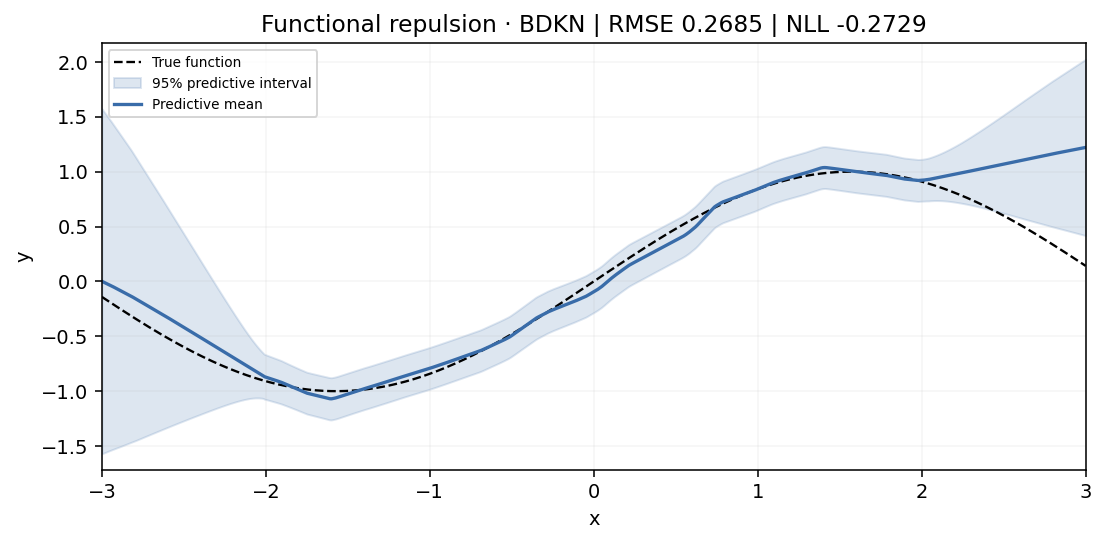 Functional repulsion · BDKN | RMSE 0.2685 | NLL -0.2729
True function
95% predictive interval
Predictive mean
y
2.0
1.5
1.0
0.5
0.0
−0.5
−1.0
−1.5
−3
−2
−1
0
1
2
3
x